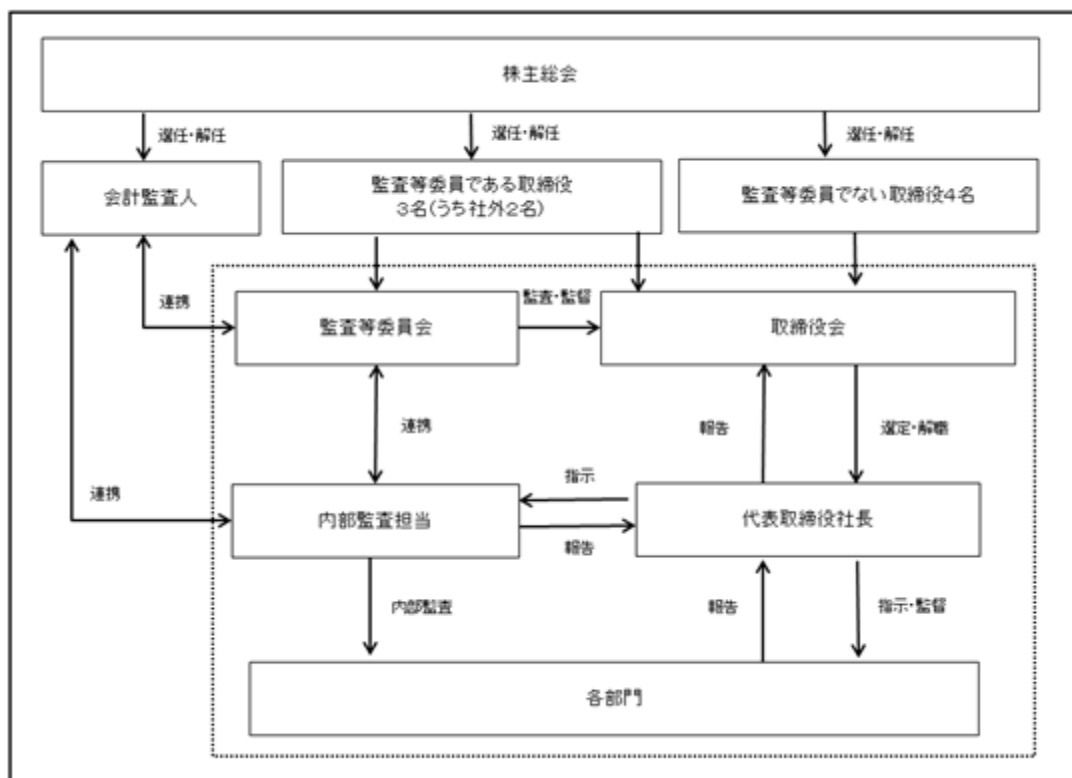 株主総会
選任・解任
選任・解任
選任・解任
会計監査人
監査等委員である取締役
3名(うち社外2名)
監査等委員でない取締役4名
連携
監査等委員会
監査・監督
取締役会
連携
報告
選定・解職
連携
指示
内部監査担当
報告
代表取締役社長
内部監査
報告
指示・監督
各部門